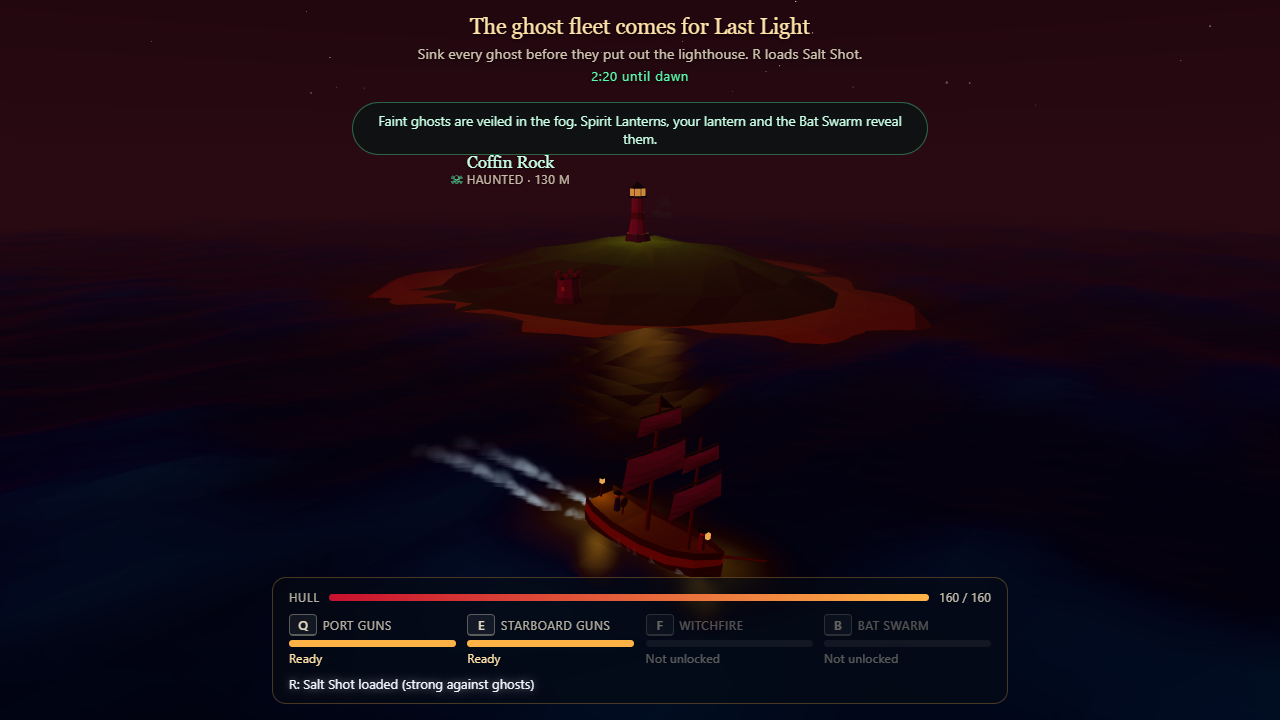 The ghost fleet comes for Last Light
Sink every ghost before they put out the lighthouse. R loads Salt Shot.
2:20 until dawn
Faint ghosts are veiled in the fog. Spirit Lanterns, your lantern and the Bat Swarm reveal
them.
Coffin Rock
HAUNTED · 130 M
HULL 160 / 160
Q PORT GUNS E STARBOARD GUNS F WITCHFIRE B BAT SWARM
Ready Ready Not unlocked Not unlocked
R: Salt Shot loaded (strong against ghosts)